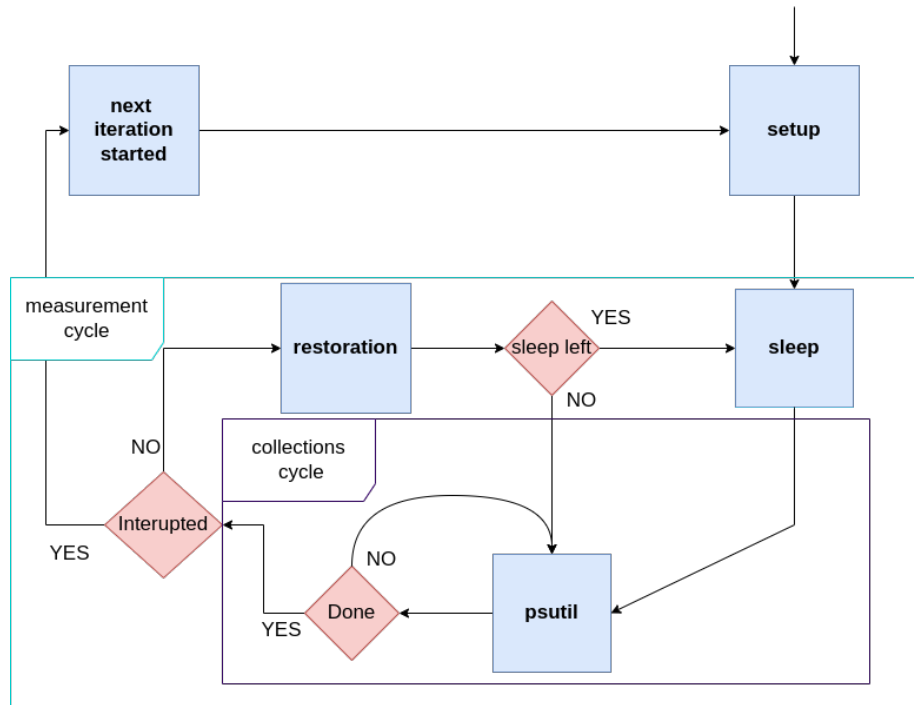 next
iteration
started
setup
measurement
cycle
restoration
sleep left
YES
sleep
NO
collections
cycle
NO
Interupted
YES
NO
Done
YES
psutil